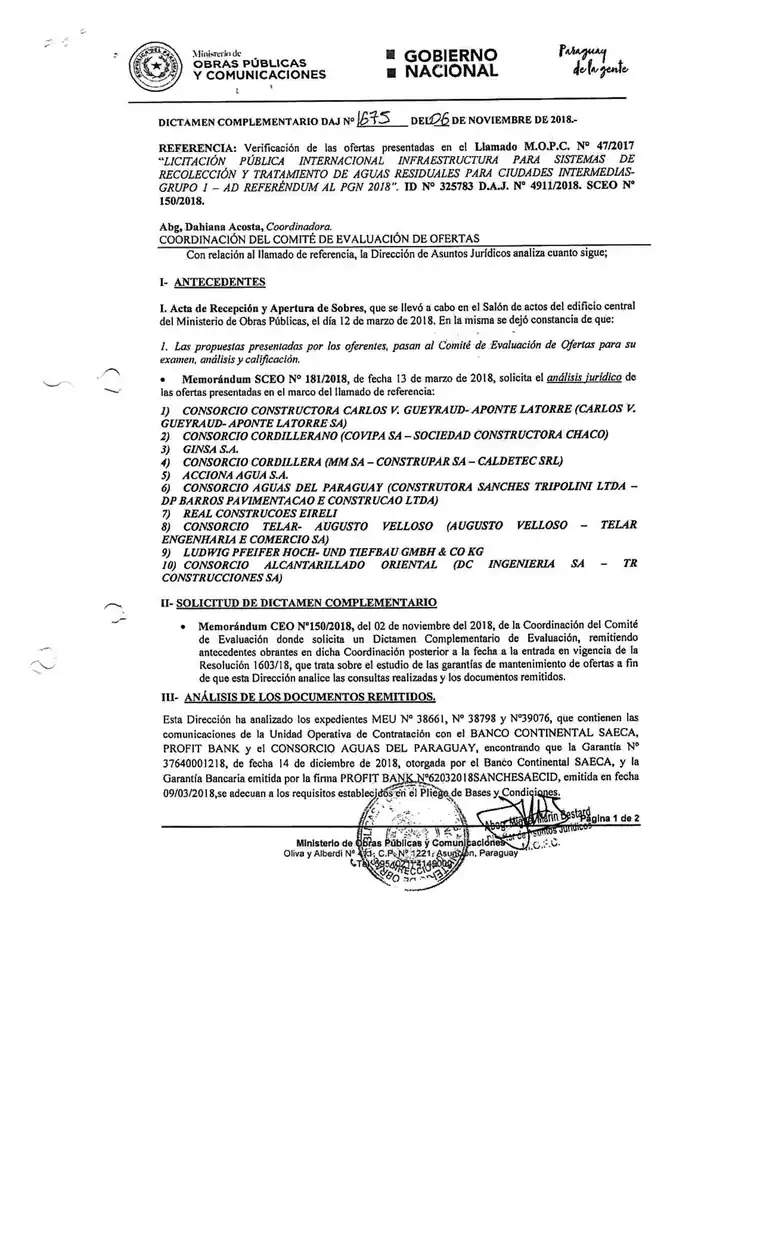 Ministerio de
OBRAS PÚBLICAS
Y COMUNICACIONES
■ GOBIERNO
■ NACIONAL
Paraguay
de la gente
DICTAMEN COMPLEMENTARIO DAJ Nº 1675 DEL 06 DE NOVIEMBRE DE 2018.-
REFERENCIA: Verificación de las ofertas presentadas en el Llamado M.O.P.C. Nº 47/2017
“LICITACIÓN PÚBLICA INTERNACIONAL INFRAESTRUCTURA PARA SISTEMAS DE
RECOLECCIÓN Y TRATAMIENTO DE AGUAS RESIDUALES PARA CIUDADES INTERMEDIAS-
GRUPO I – AD REFERÉNDUM AL PGN 2018”. ID Nº 325783 D.A.J. Nº 4911/2018. SCEO Nº
150/2018.
Abg, Dahiana Acosta, Coordinadora.
COORDINACIÓN DEL COMITÉ DE EVALUACIÓN DE OFERTAS
Con relación al llamado de referencia, la Dirección de Asuntos Jurídicos analiza cuanto sigue;
I- ANTECEDENTES
I. Acta de Recepción y Apertura de Sobres, que se llevó a cabo en el Salón de actos del edificio central
del Ministerio de Obras Públicas, el día 12 de marzo de 2018. En la misma se dejó constancia de que:
1. Las propuestas presentadas por los oferentes, pasan al Comité de Evaluación de Ofertas para su
examen, análisis y calificación.
• Memorándum SCEO Nº 181/2018, de fecha 13 de marzo de 2018, solicita el análisis jurídico de
las ofertas presentadas en el marco del llamado de referencia:
1) CONSORCIO CONSTRUCTORA CARLOS V. GUEYRAUD- APONTE LATORRE (CARLOS V.
GUEYRAUD- APONTE LATORRE SA)
2) CONSORCIO CORDILLERANO (COVIPA SA – SOCIEDAD CONSTRUCTORA CHACO)
3) GINSA S.A.
4) CONSORCIO CORDILLERA (MM SA – CONSTRUPAR SA – CALDETEC SRL)
5) ACCIONA AGUA S.A.
6) CONSORCIO AGUAS DEL PARAGUAY (CONSTRUTORA SANCHES TRIPOLINI LTDA –
DP BARROS PAVIMENTACAO E CONSTRUCAO LTDA)
7) REAL CONSTRUCOES EIRELI
8) CONSORCIO TELAR- AUGUSTO VELLOSO (AUGUSTO VELLOSO – TELAR
ENGENHARIA E COMERCIO SA)
9) LUDWIG PFEIFER HOCH- UND TIEFBAU GMBH & CO KG
10) CONSORCIO ALCANTARILLADO ORIENTAL (DC INGENIERIA SA – TR
CONSTRUCCIONES SA)
II- SOLICITUD DE DICTAMEN COMPLEMENTARIO
• Memorándum CEO Nº150/2018, del 02 de noviembre del 2018, de la Coordinación del Comité
de Evaluación donde solicita un Dictamen Complementario de Evaluación, remitiendo
antecedentes obrantes en dicha Coordinación posterior a la fecha a la entrada en vigencia de la
Resolución 1603/18, que trata sobre el estudio de las garantías de mantenimiento de ofertas a fin
de que esta Dirección analice las consultas realizadas y los documentos remitidos.
III- ANÁLISIS DE LOS DOCUMENTOS REMITIDOS.
Esta Dirección ha analizado los expedientes MEU Nº 38661, Nº 38798 y Nº39076, que contienen las
comunicaciones de la Unidad Operativa de Contratación con el BANCO CONTINENTAL SAECA,
PROFIT BANK y el CONSORCIO AGUAS DEL PARAGUAY, encontrando que la Garantía Nº
37640001218, de fecha 14 de diciembre de 2018, otorgada por el Banco Continental SAECA, y la
Garantía Bancaria emitida por la firma PROFIT BANK Nº62032018SANCHESAECID, emitida en fecha
09/03/2018,se adecuan a los requisitos establecidos en el Pliego de Bases y Condiciones.
Página 1 de 2
Ministerio de Obras Públicas y Comunicaciones
Oliva y Alberdi Nº C.P. Nº 1221, Asunción, Paraguay